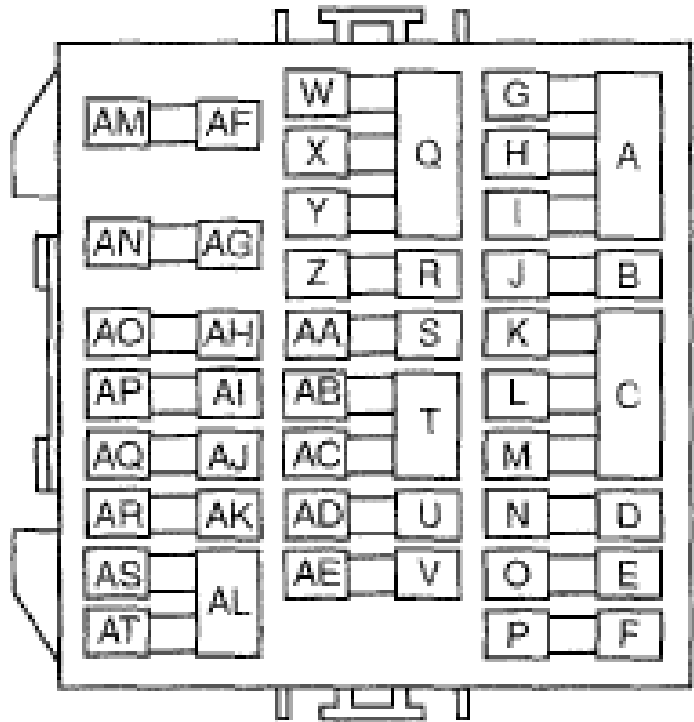 W Q G A
AM AF
X H
Y I
AN AG
Z R J B
AO AH AA S K C
AP AI AB T L
AQ AJ AC M
AR AK AD U N D
AS AL AE V O E
AT P F